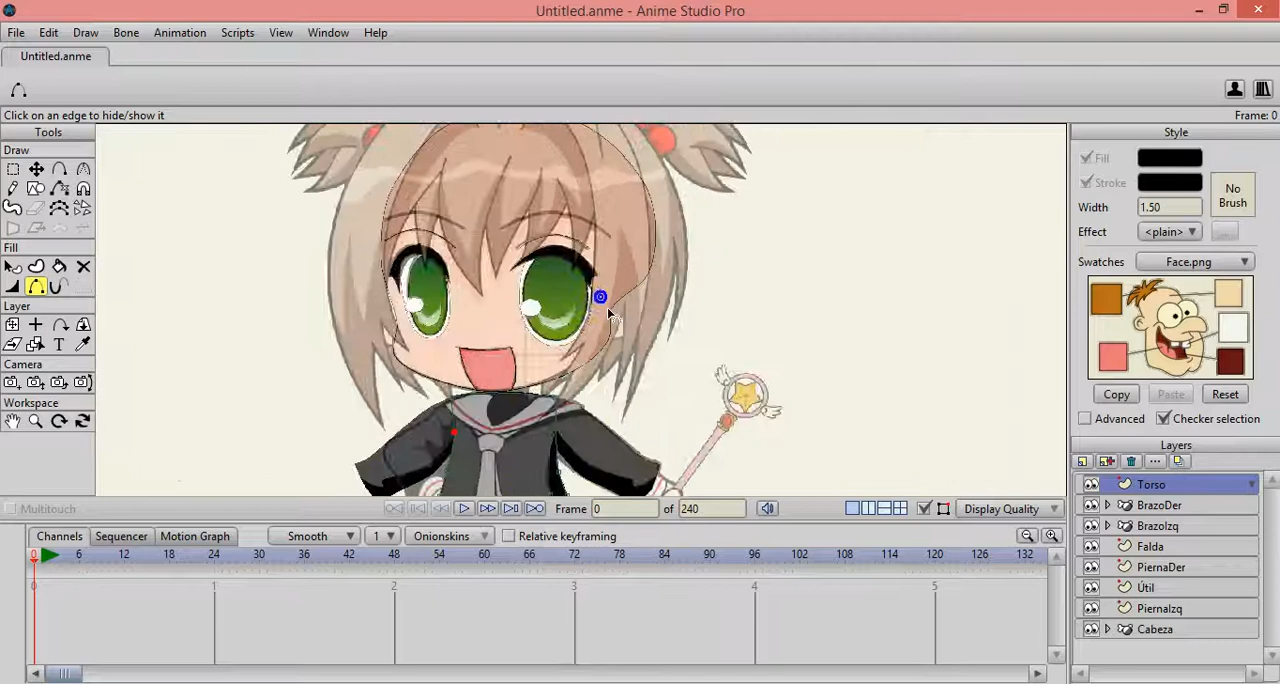 Untitled.anme - Anime Studio Pro
File Edit Draw Bone Animation Scripts View Window Help
Untitled.anme
Click on an edge to hide/show it
Frame: 0
Tools
Draw
Fill
Layer
Camera
Workspace
Style
Fill
Stroke
No Brush
Width 1.50
Effect <plain>
Swatches Face.png
Copy Paste Reset
Advanced Checker selection
Layers
Torso
BrazoDer
BrazoIzq
Falda
PiernaDer
Útil
PiernaIzq
Cabeza
Multitouch Frame 0 of 240 Display Quality
Channels Sequencer Motion Graph Smooth 1 Onionskins Relative keyframing
0 6 12 18 24 30 36 42 48 54 60 66 72 78 84 90 96 102 108 114 120 126 132
0 1 2 3 4 5